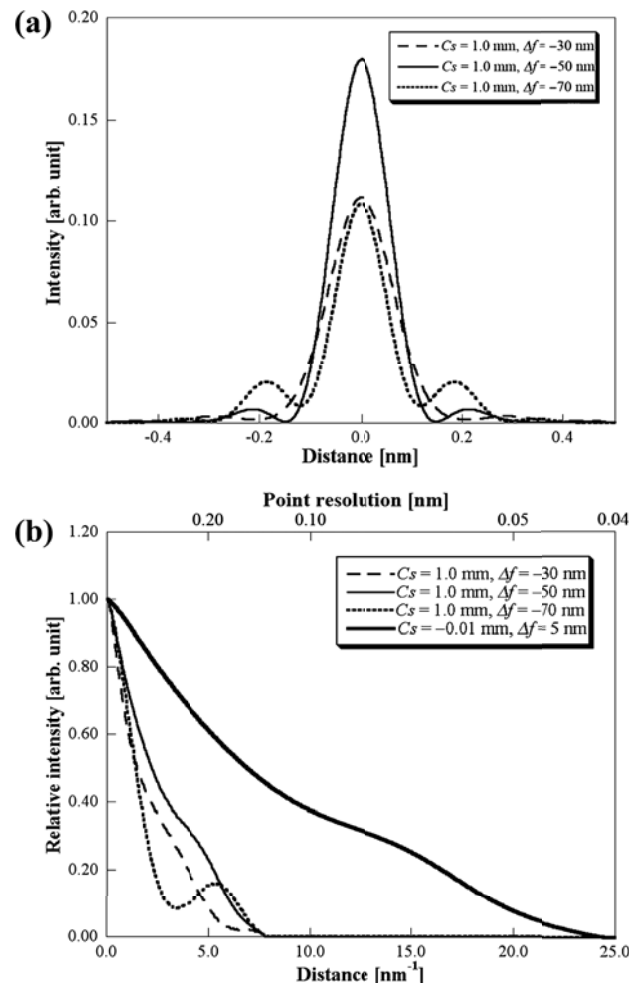 (a)
0.20
0.15
0.10
0.05
0.00
Intensity [arb. unit]
Cs = 1.0 mm, Δf = −30 nm
Cs = 1.0 mm, Δf = −50 nm
Cs = 1.0 mm, Δf = −70 nm
-0.4 -0.2 0.0 0.2 0.4
Distance [nm]
(b)
Point resolution [nm]
0.20 0.10 0.05 0.04
1.20
1.00
0.80
0.60
0.40
0.20
0.00
Relative intensity [arb. unit]
Cs = 1.0 mm, Δf = −30 nm
Cs = 1.0 mm, Δf = −50 nm
Cs = 1.0 mm, Δf = −70 nm
Cs = −0.01 mm, Δf = 5 nm
0.0 5.0 10.0 15.0 20.0 25.0
Distance [nm⁻¹]